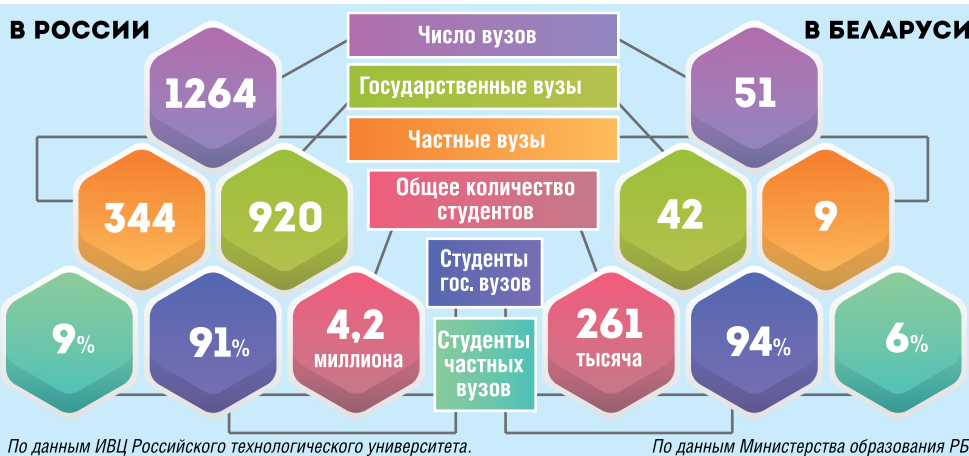 В РОССИИ
В БЕЛАРУСИ
Число вузов
1264
51
Государственные вузы
Частные вузы
344
920
42
9
Общее количество
студентов
Студенты
гос. вузов
9%
91%
4,2
миллиона
261
тысяча
94%
6%
Студенты
частных
вузов
По данным ИВЦ Российского технологического университета.
По данным Министерства образования РБ